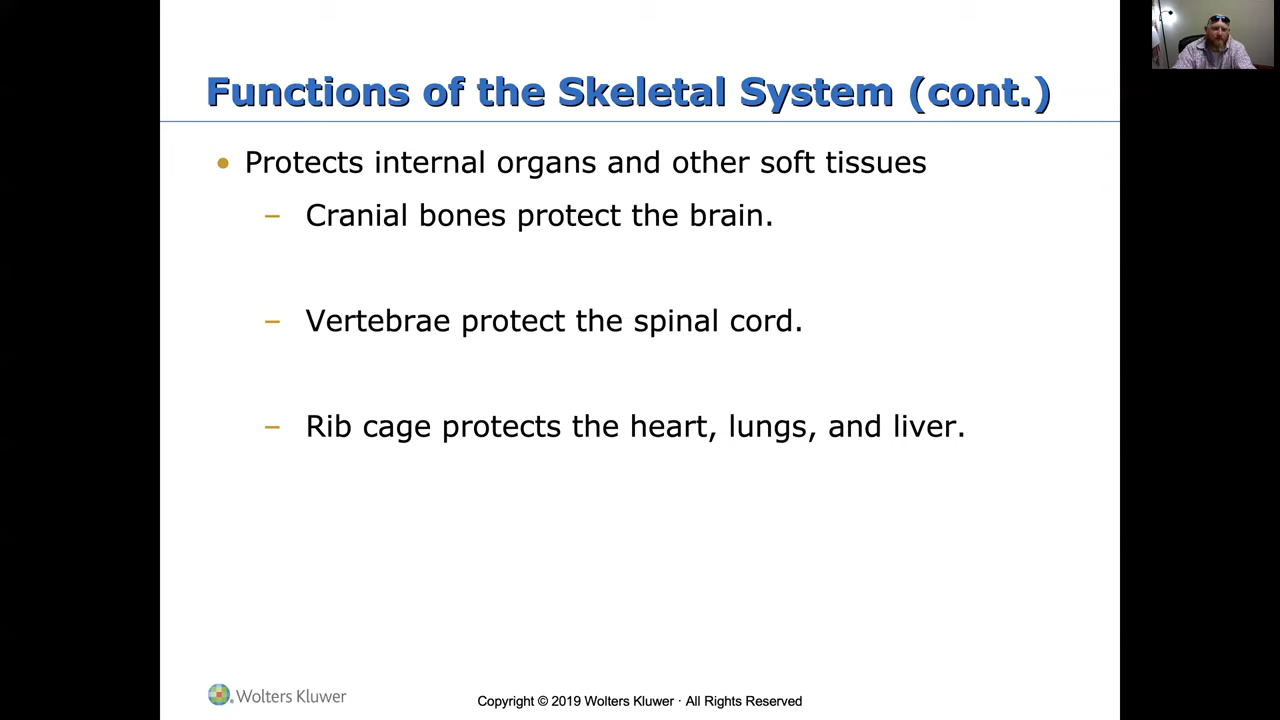 Functions of the Skeletal System (cont.)
• Protects internal organs and other soft tissues
– Cranial bones protect the brain.
– Vertebrae protect the spinal cord.
– Rib cage protects the heart, lungs, and liver.
Wolters Kluwer
Copyright © 2019 Wolters Kluwer · All Rights Reserved